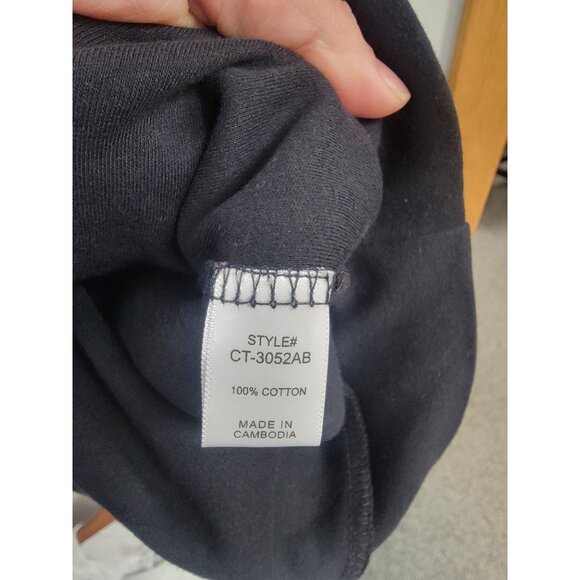 STYLE#
CT-3052AB
100% COTTON
MADE IN
CAMBODIA